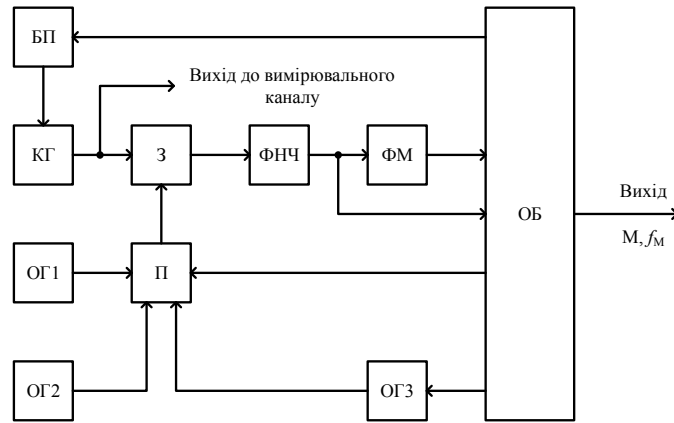 БП
Вихід до вимірювального
каналу
КГ
З
ФНЧ
ФМ
ОБ
Вихід
М, fМ
ОГ1
П
ОГ2
ОГ3